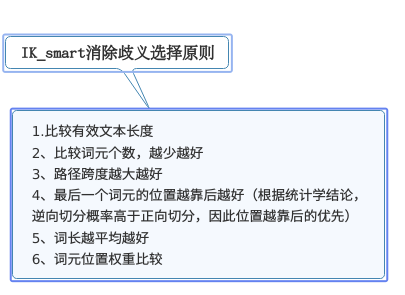 IK_smart消除歧义选择原则
1.比较有效文本长度
2、比较词元个数，越少越好
3、路径跨度越大越好
4、最后一个词元的位置越靠后越好（根据统计学结论，
逆向切分概率高于正向切分，因此位置越靠后的优先）
5、词长越平均越好
6、词元位置权重比较